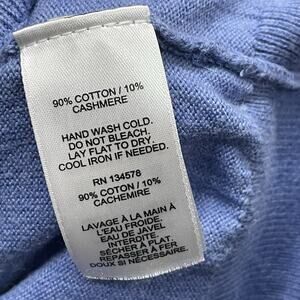 90% COTTON / 10%
CASHMERE
HAND WASH COLD.
DO NOT BLEACH.
LAY FLAT TO DRY.
COOL IRON IF NEEDED.
RN 134578
90% COTON / 10%
CACHEMIRE
LAVAGE À LA MAIN À
L'EAU FROIDE.
EAU DE JAVEL
INTERDITE.
SÉCHER À PLAT.
REPASSER À FER
DOUX SI BESOIN EST.